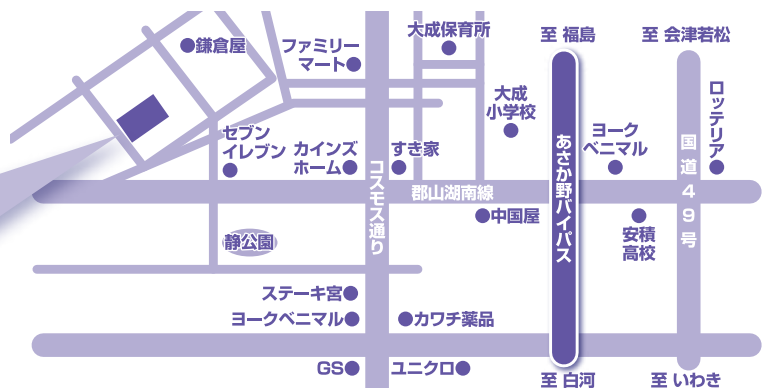 大成保育所
至 福島
至 会津若松
鎌倉屋
ファミリー
マート
大成
小学校
ロッテリア
セブン
イレブン
カインズ
ホーム
すき家
ヨーク
ベニマル
コスモス通り
あさか野バイパス
国道49号
郡山湖南線
中国屋
安積
高校
静公園
ステーキ宮
ヨークベニマル
カワチ薬品
GS
ユニクロ
至 白河
至 いわき